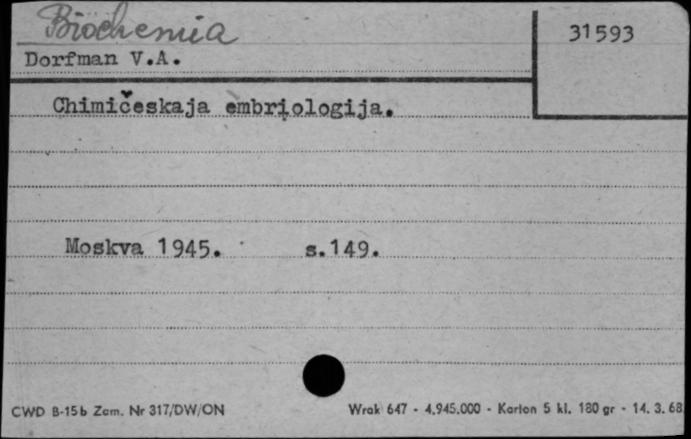 Biochemia
31593
Dorfman V.A.
Chimičeskaja embriologija.
Moskva 1945. s.149.
CWD B-15b Zam. Nr 317/DW/ON
Wrak 647 - 4.945.000 - Karton 5 kl. 180 gr - 14. 3. 68